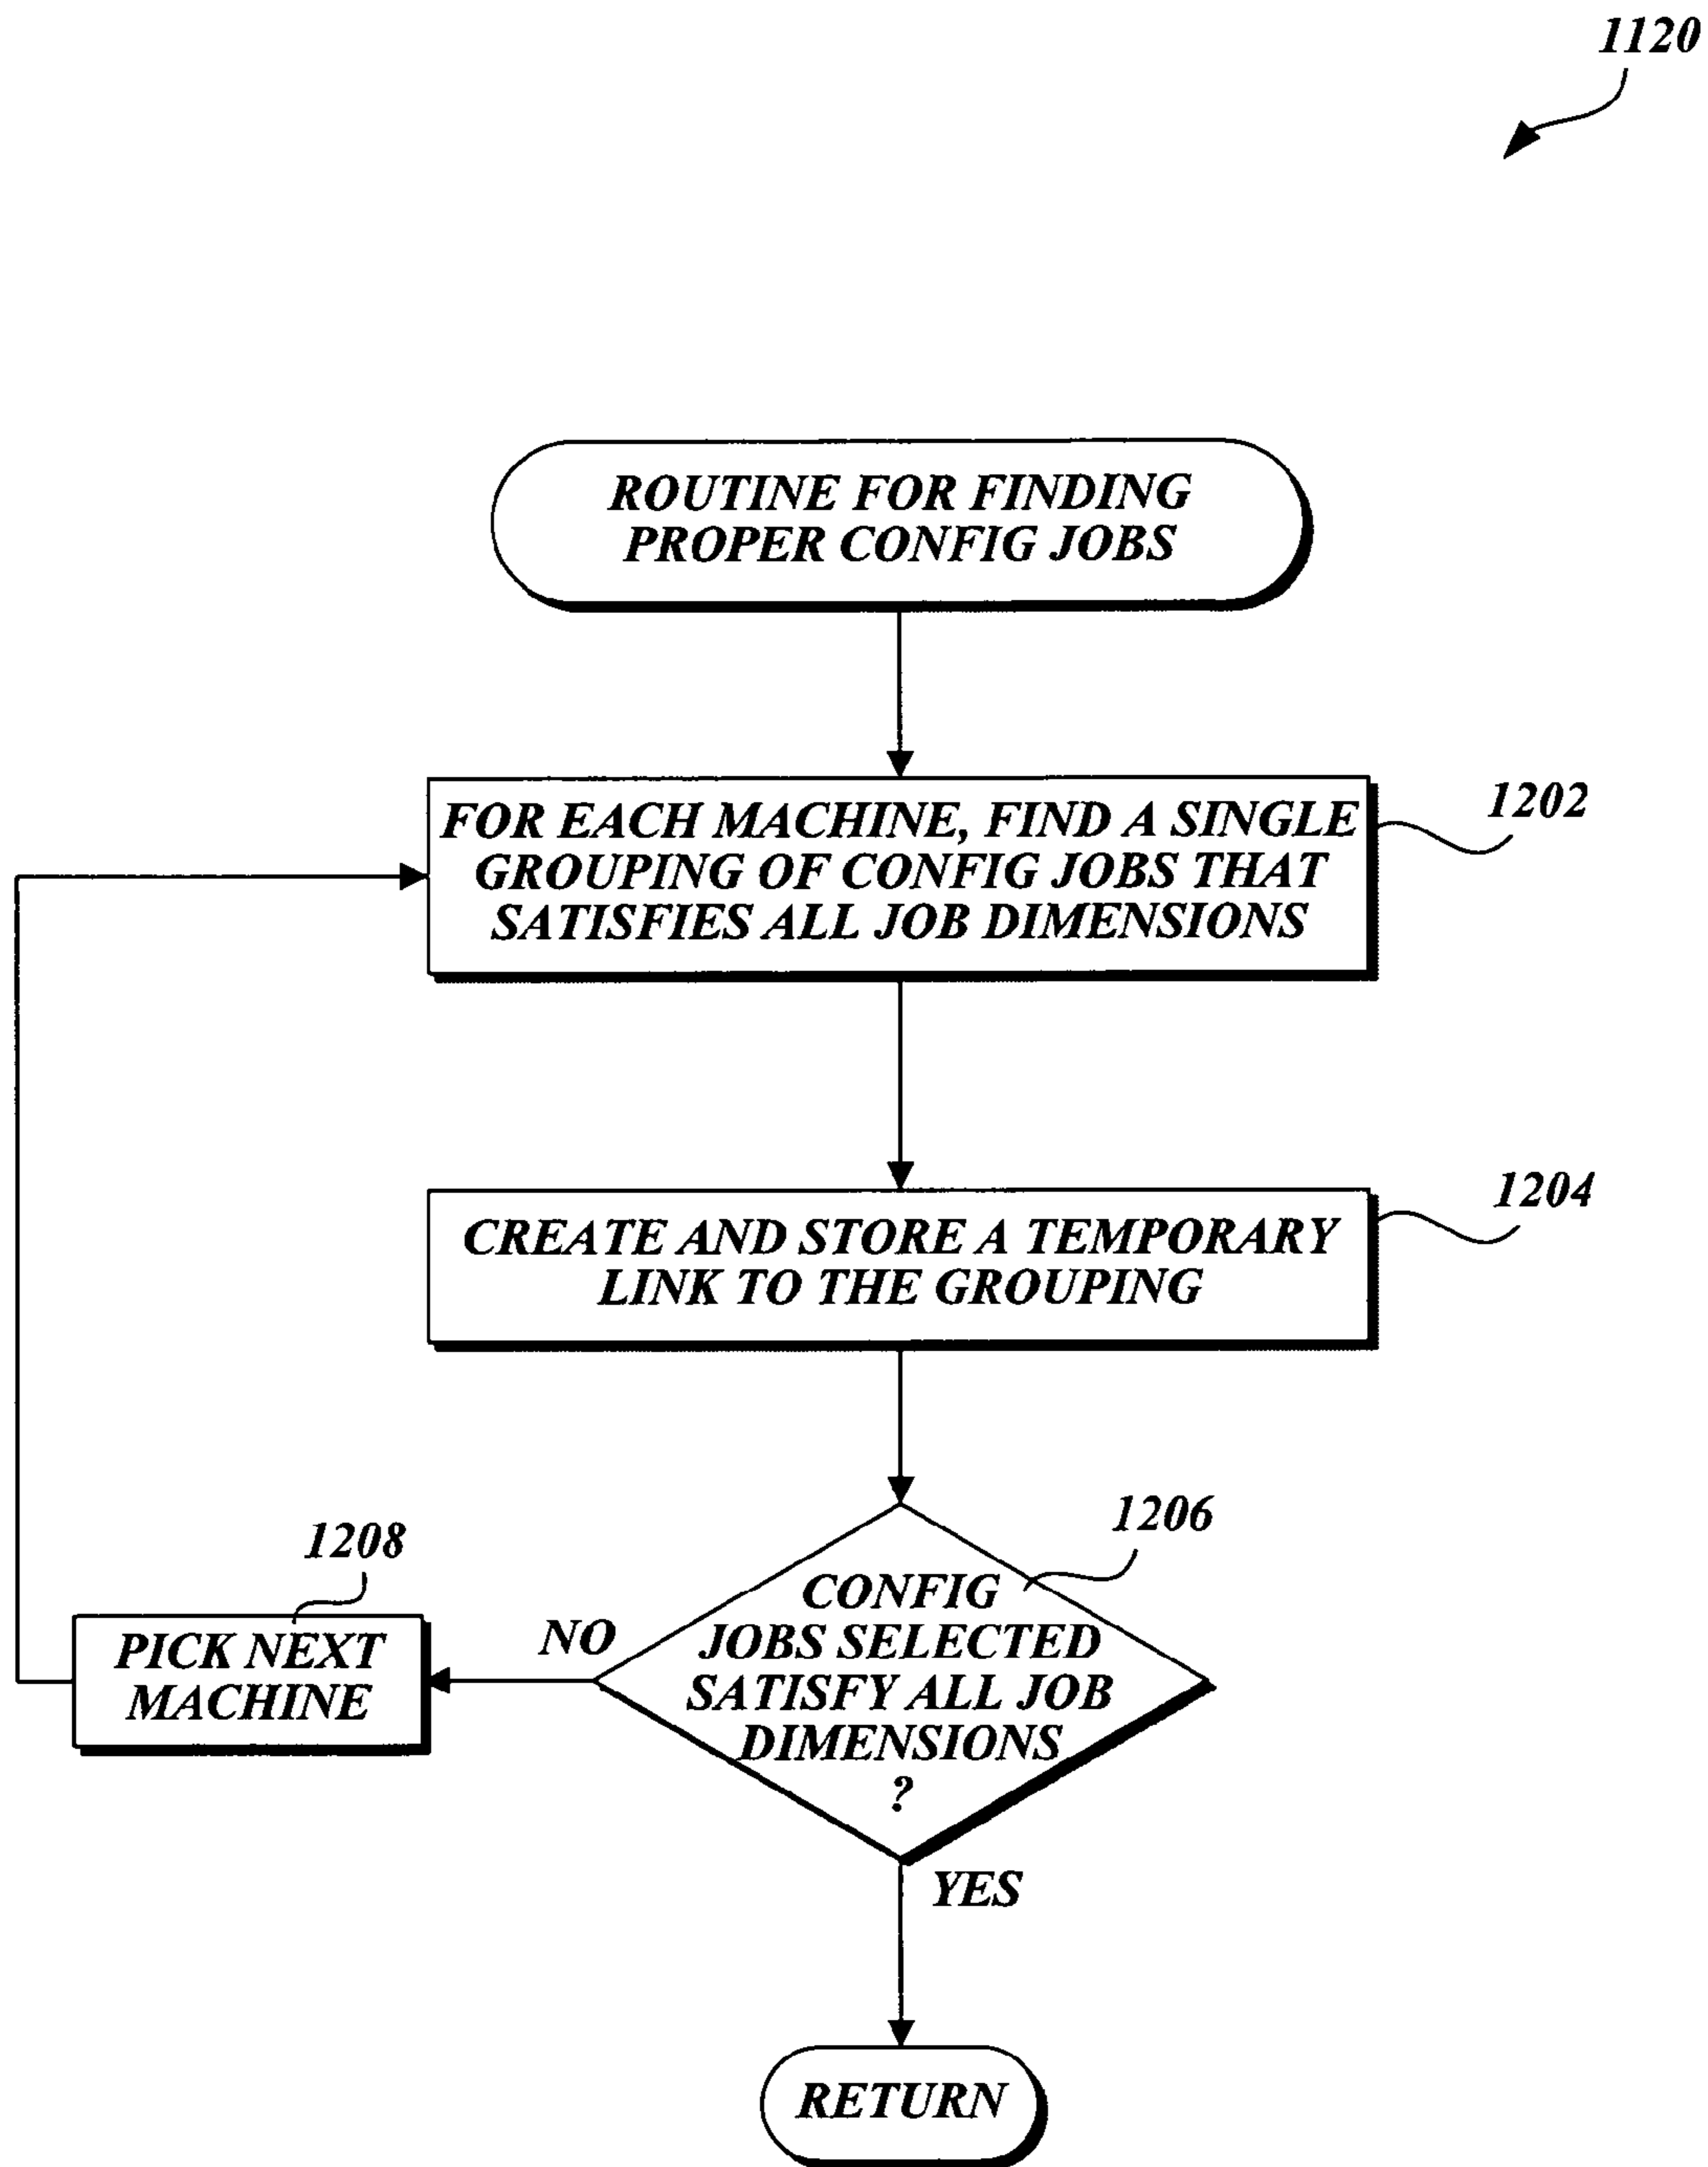 1120
ROUTINE FOR FINDING
PROPER CONFIG JOBS
FOR EACH MACHINE, FIND A SINGLE
GROUPING OF CONFIG JOBS THAT
SATISFIES ALL JOB DIMENSIONS
1202
CREATE AND STORE A TEMPORARY
LINK TO THE GROUPING
1204
CONFIG
JOBS SELECTED
SATISFY ALL JOB
DIMENSIONS
?
1206
NO
1208
PICK NEXT
MACHINE
YES
RETURN